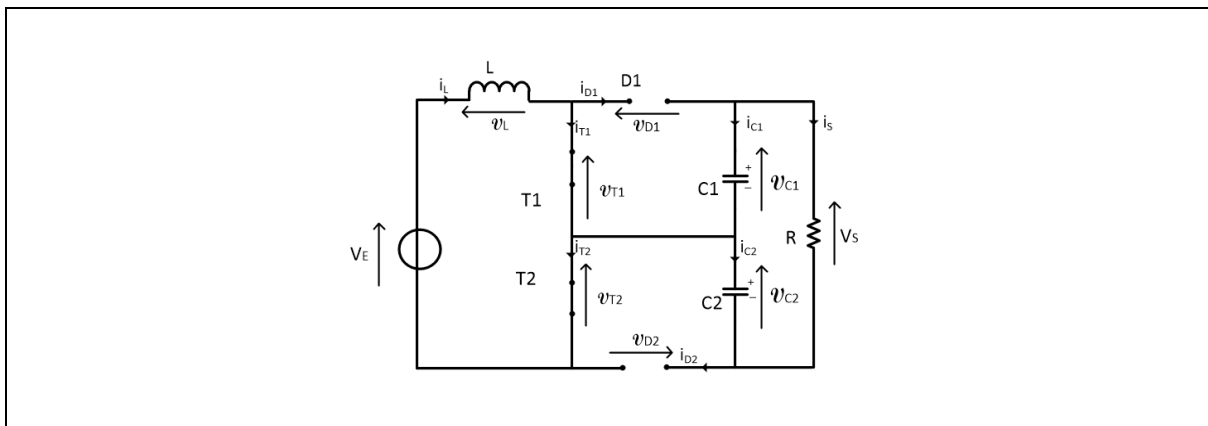 L
D1
iL
iD1
vL
vD1
iT1
iC1
iS
+
T1
vT1
C1
–
vC1
R
VS
VE
iT2
iC2
T2
vT2
+
C2
–
vC2
vD2
iD2